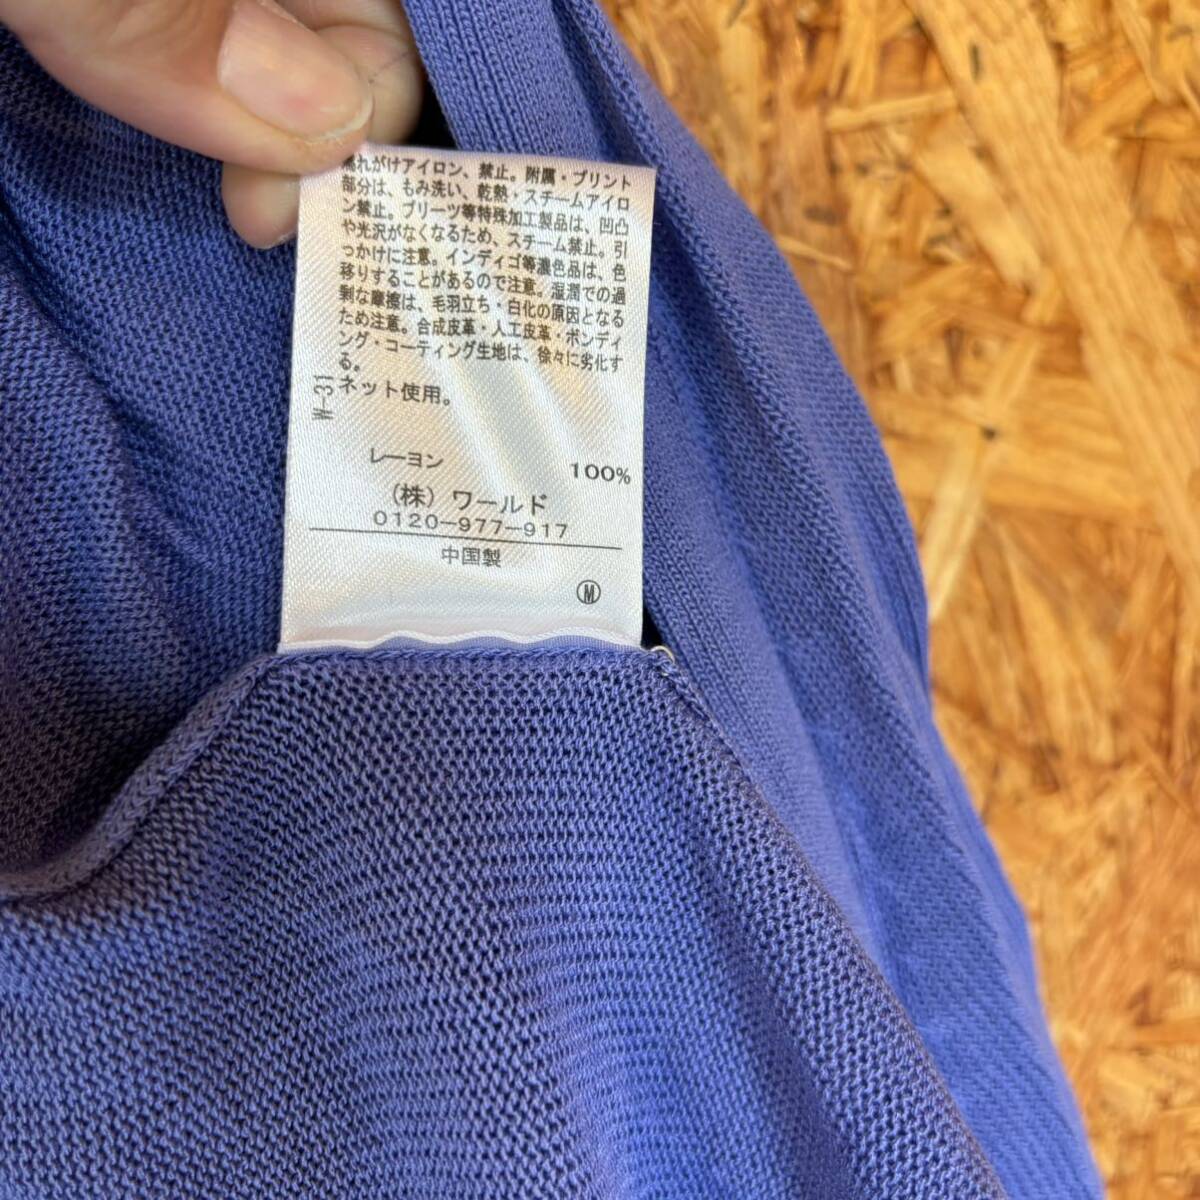 れがけアイロン、禁止。附属・プリント
部分は、もみ洗い、乾熱・スチームアイロ
ン禁止。プリーツ等特殊加工製品は、凹凸
や光沢がなくなるため、スチーム禁止。引
っかけに注意。インディゴ等濃色品は、色
移りすることがあるので注意。湿潤での過
剰な摩擦は、毛羽立ち・白化の原因となる
ため注意。合成皮革・人工皮革・ボンディ
ング・コーティング生地は、徐々に劣化す
る。
ネット使用。
W-31
レーヨン 100%
(株) ワールド
0120-977-917
中国製
Ⓜ